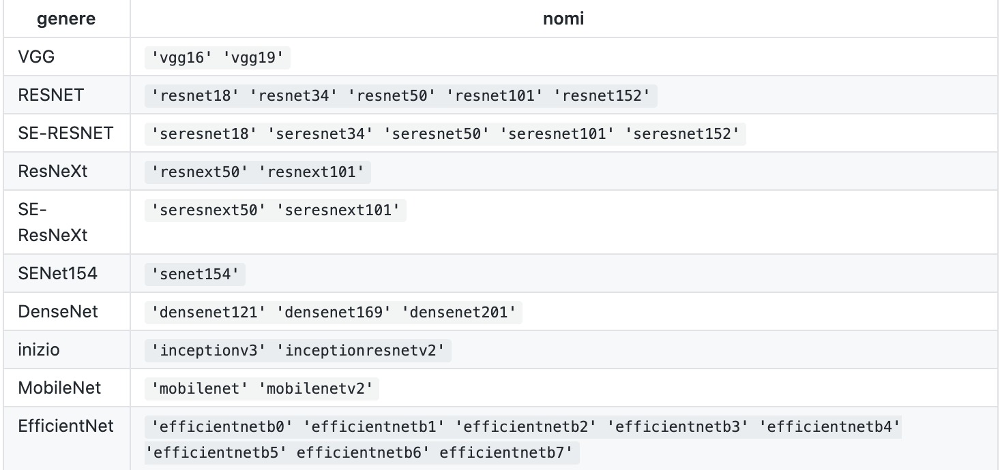 genere nomi
VGG 'vgg16' 'vgg19'
RESNET 'resnet18' 'resnet34' 'resnet50' 'resnet101' 'resnet152'
SE-RESNET 'seresnet18' 'seresnet34' 'seresnet50' 'seresnet101' 'seresnet152'
ResNeXt 'resnext50' 'resnext101'
SE- 'seresnext50' 'seresnext101'
ResNeXt
SENet154 'senet154'
DenseNet 'densenet121' 'densenet169' 'densenet201'
inizio 'inceptionv3' 'inceptionresnetv2'
MobileNet 'mobilenet' 'mobilenetv2'
EfficientNet 'efficientnetb0' 'efficientnetb1' 'efficientnetb2' 'efficientnetb3' 'efficientnetb4'
'efficientnetb5' efficientnetb6' efficientnetb7'